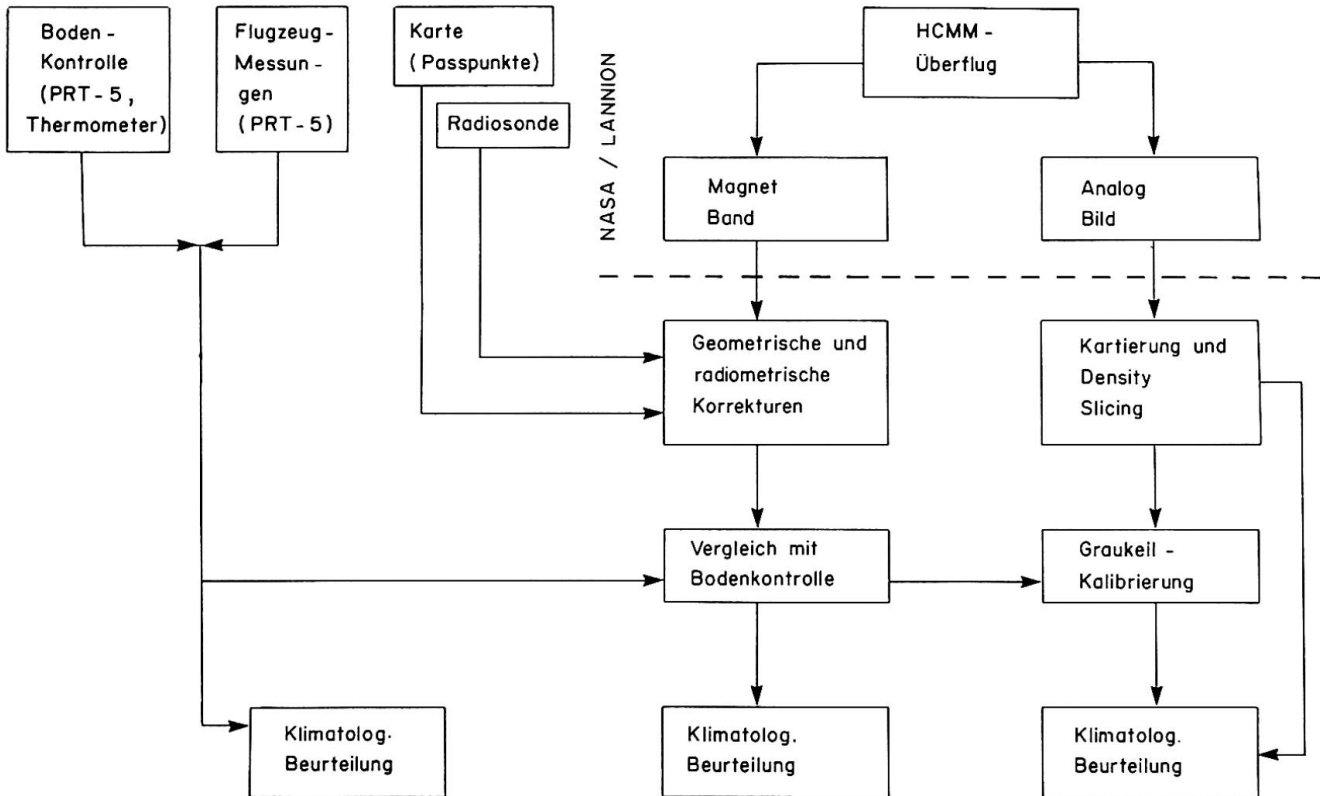 Boden -
Kontrolle
(PRT - 5,
Thermometer)
Flugzeug-
Messun -
gen
(PRT - 5)
Karte
(Passpunkte)
Radiosonde
NASA / LANNION
HCMM -
Überflug
Magnet
Band
Analog
Bild
Geometrische und
radiometrische
Korrekturen
Kartierung und
Density
Slicing
Vergleich mit
Bodenkontrolle
Graukeil -
Kalibrierung
Klimatolog.
Beurteilung
Klimatolog.
Beurteilung
Klimatolog.
Beurteilung